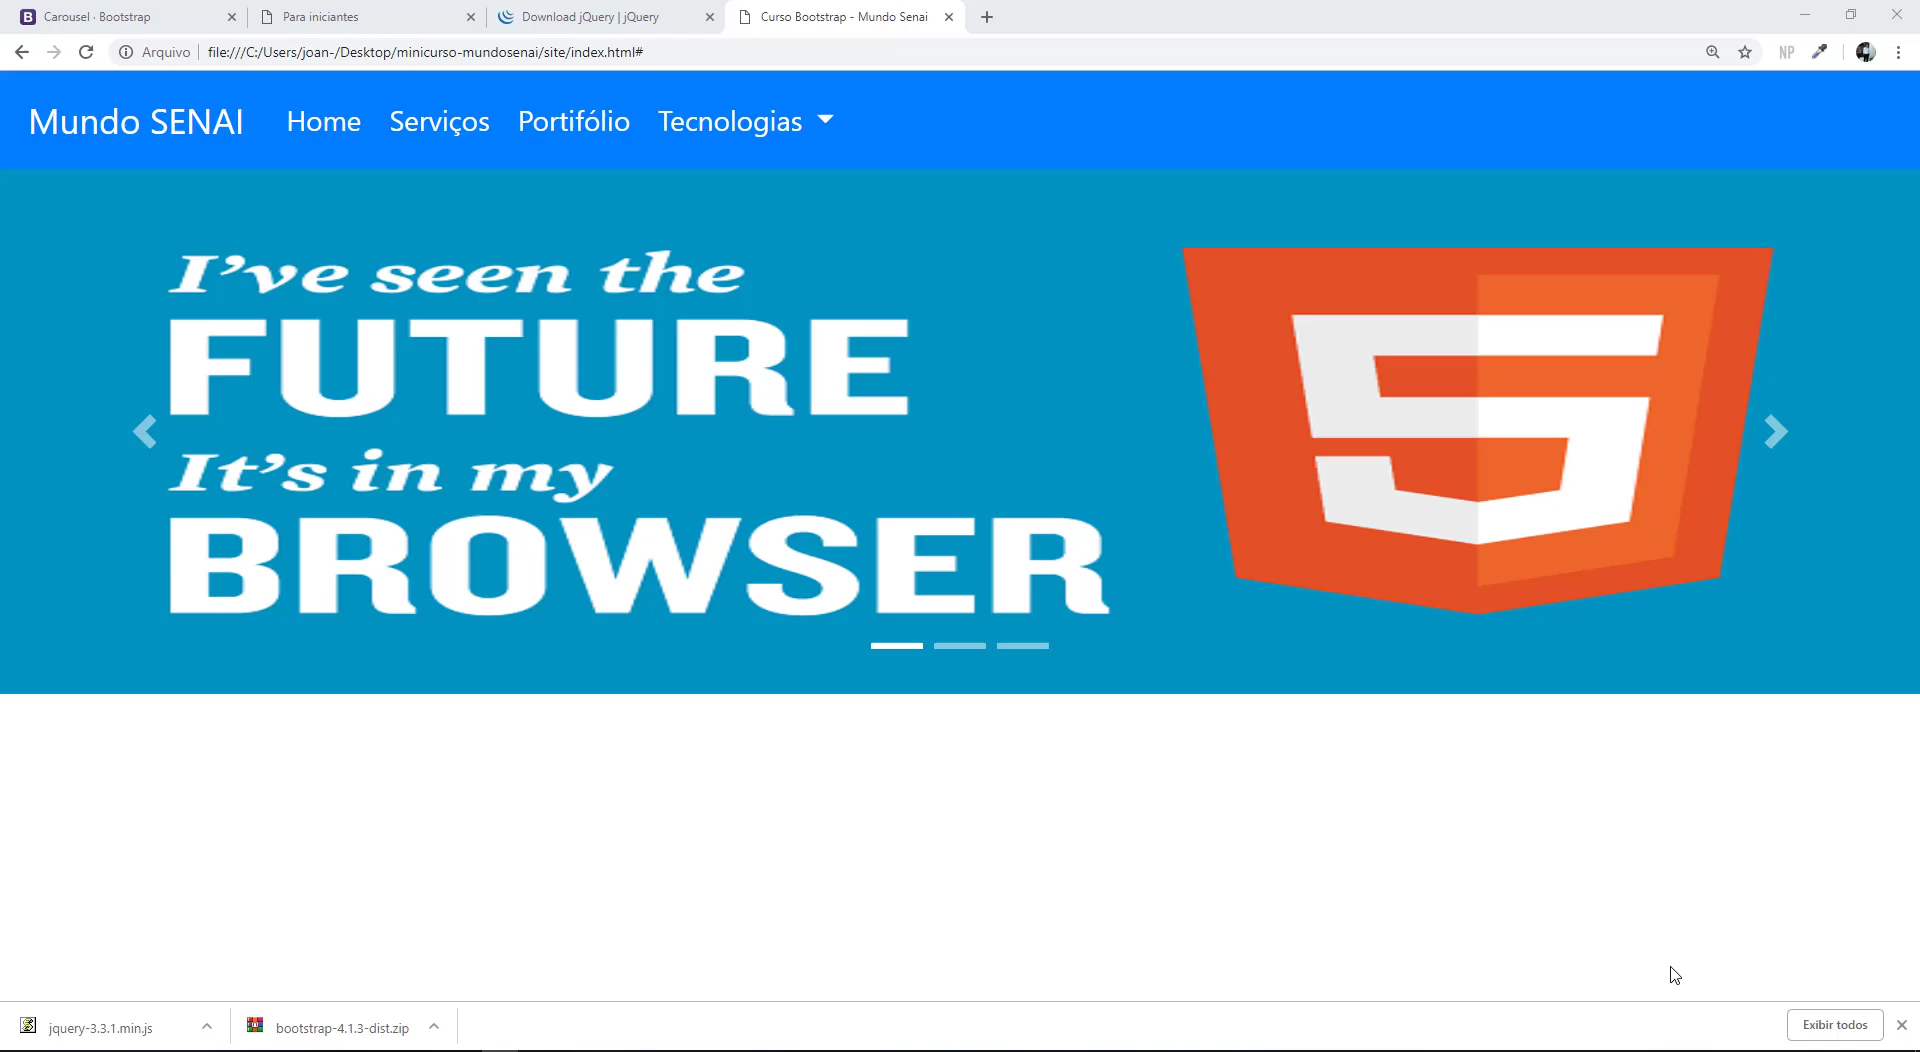 Carousel · Bootstrap
Para iniciantes
Download jQuery | jQuery
Curso Bootstrap - Mundo Senai
Arquivo
file:///C:/Users/joan-/Desktop/minicurso-mundosenai/site/index.html#
NP
Mundo SENAI
Home
Serviços
Portifólio
Tecnologias
I've seen the
FUTURE
It's in my
BROWSER
jquery-3.3.1.min.js
bootstrap-4.1.3-dist.zip
Exibir todos